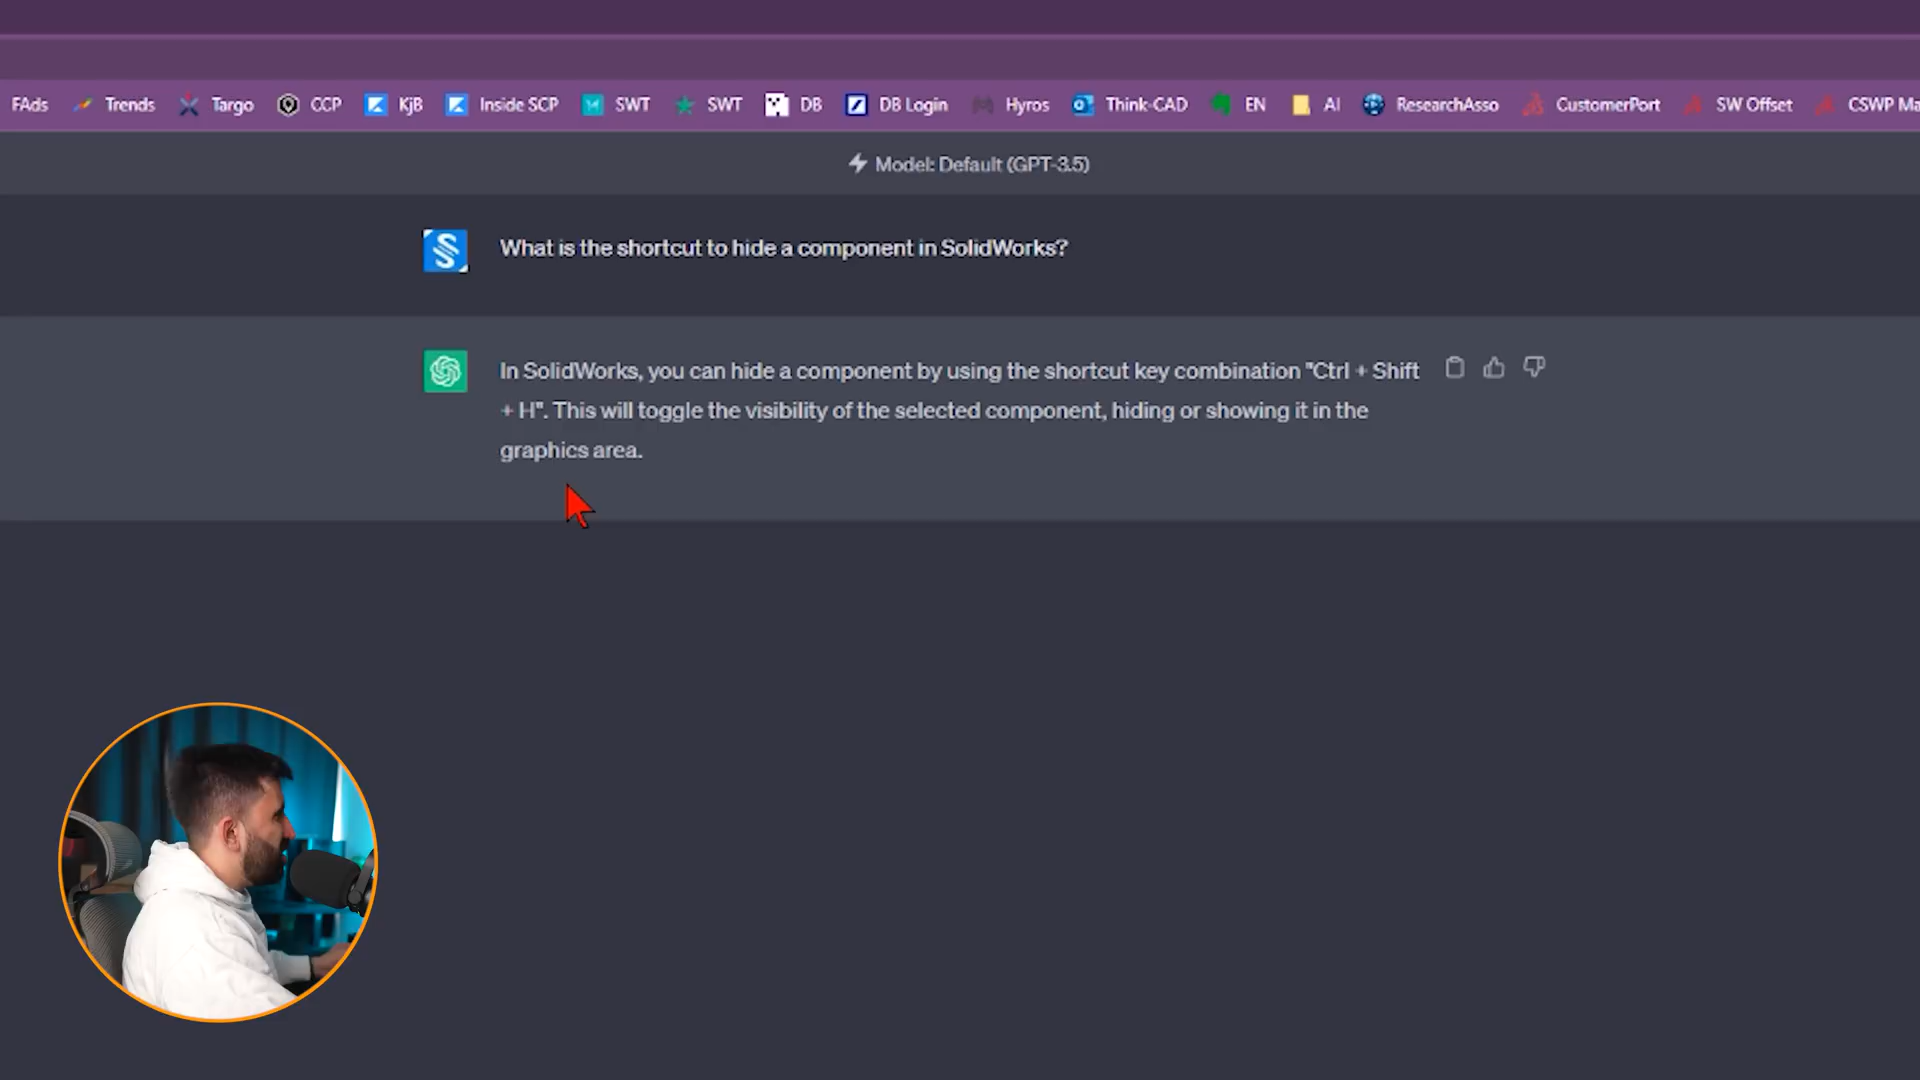 FAds Trends Targo CCP KjB Inside SCP SWT SWT DB DB Login Hyros Think-CAD EN AI ResearchAsso CustomerPort SW Offset CSWP Ma
Model: Default (GPT-3.5)
What is the shortcut to hide a component in SolidWorks?
In SolidWorks, you can hide a component by using the shortcut key combination "Ctrl + Shift
+ H". This will toggle the visibility of the selected component, hiding or showing it in the
graphics area.